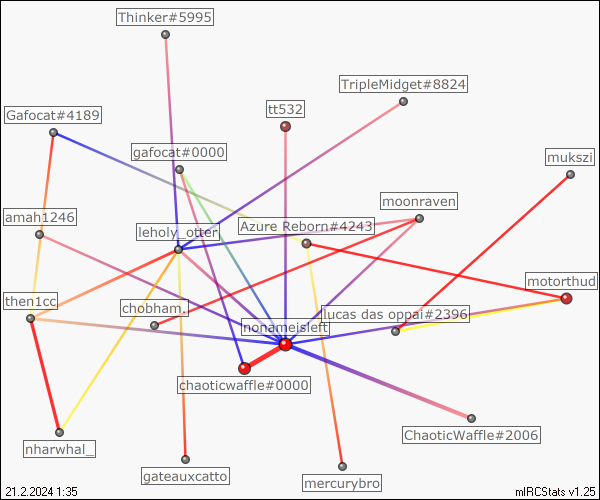 Thinker#5995
TripleMidget#8824
tt532
Gafocat#4189
gafocat#0000
mukszi
moonraven
amah1246
leholy_otter
Azure Reborn#4243
motorthud
then1cc
chobham.
lucas das oppai#2396
nonameisleft
chaoticwaffle#0000
ChaoticWaffle#2006
nharwhal_
gateauxcatto
mercurybro
21.2.2024 1:35
mIRCStats v1.25